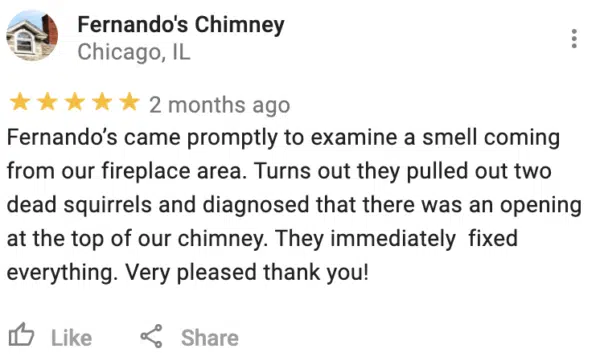 Fernando's Chimney
Chicago, IL
2 months ago
Fernando’s came promptly to examine a smell coming
from our fireplace area. Turns out they pulled out two
dead squirrels and diagnosed that there was an opening
at the top of our chimney. They immediately  fixed
everything. Very pleased thank you!
Like
Share